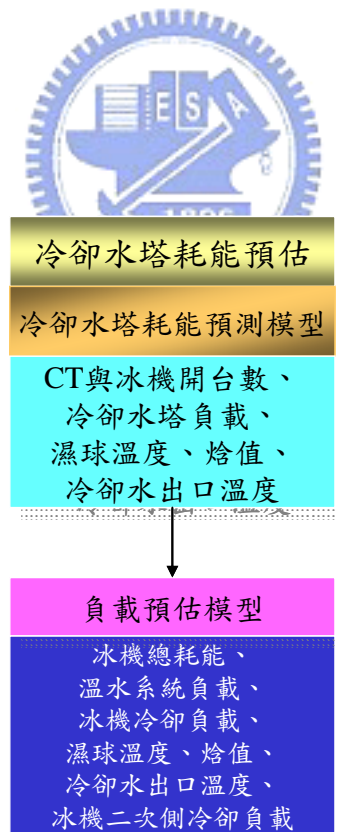 E S A
1896
冷卻水塔耗能預估
冷卻水塔耗能預測模型
CT與冰機開台數、
冷卻水塔負載、
濕球溫度、焓值、
冷卻水出口溫度
負載預估模型
冰機總耗能、
溫水系統負載、
冰機冷卻負載、
濕球溫度、焓值、
冷卻水出口溫度、
冰機二次側冷卻負載